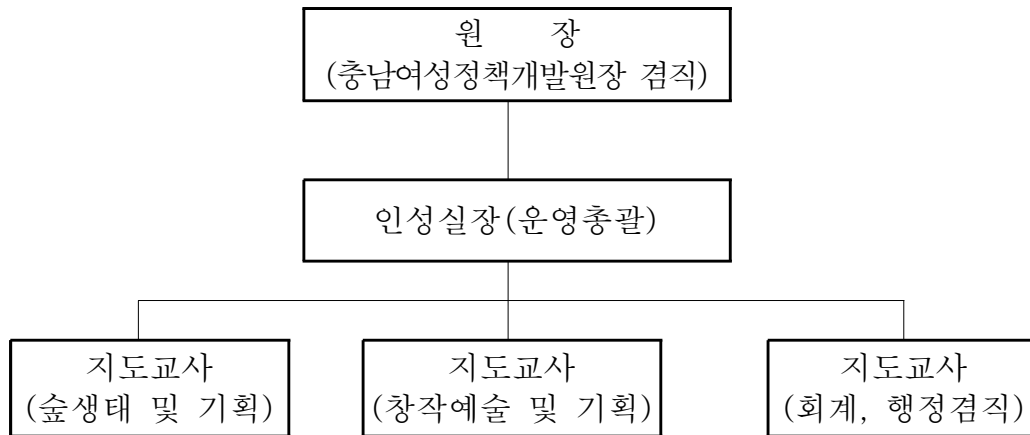 원 장
(충남여성정책개발원장 겸직)
인성실장(운영총괄)
지도교사
(숲생태 및 기획)
지도교사
(창작예술 및 기획)
지도교사
(회계, 행정겸직)